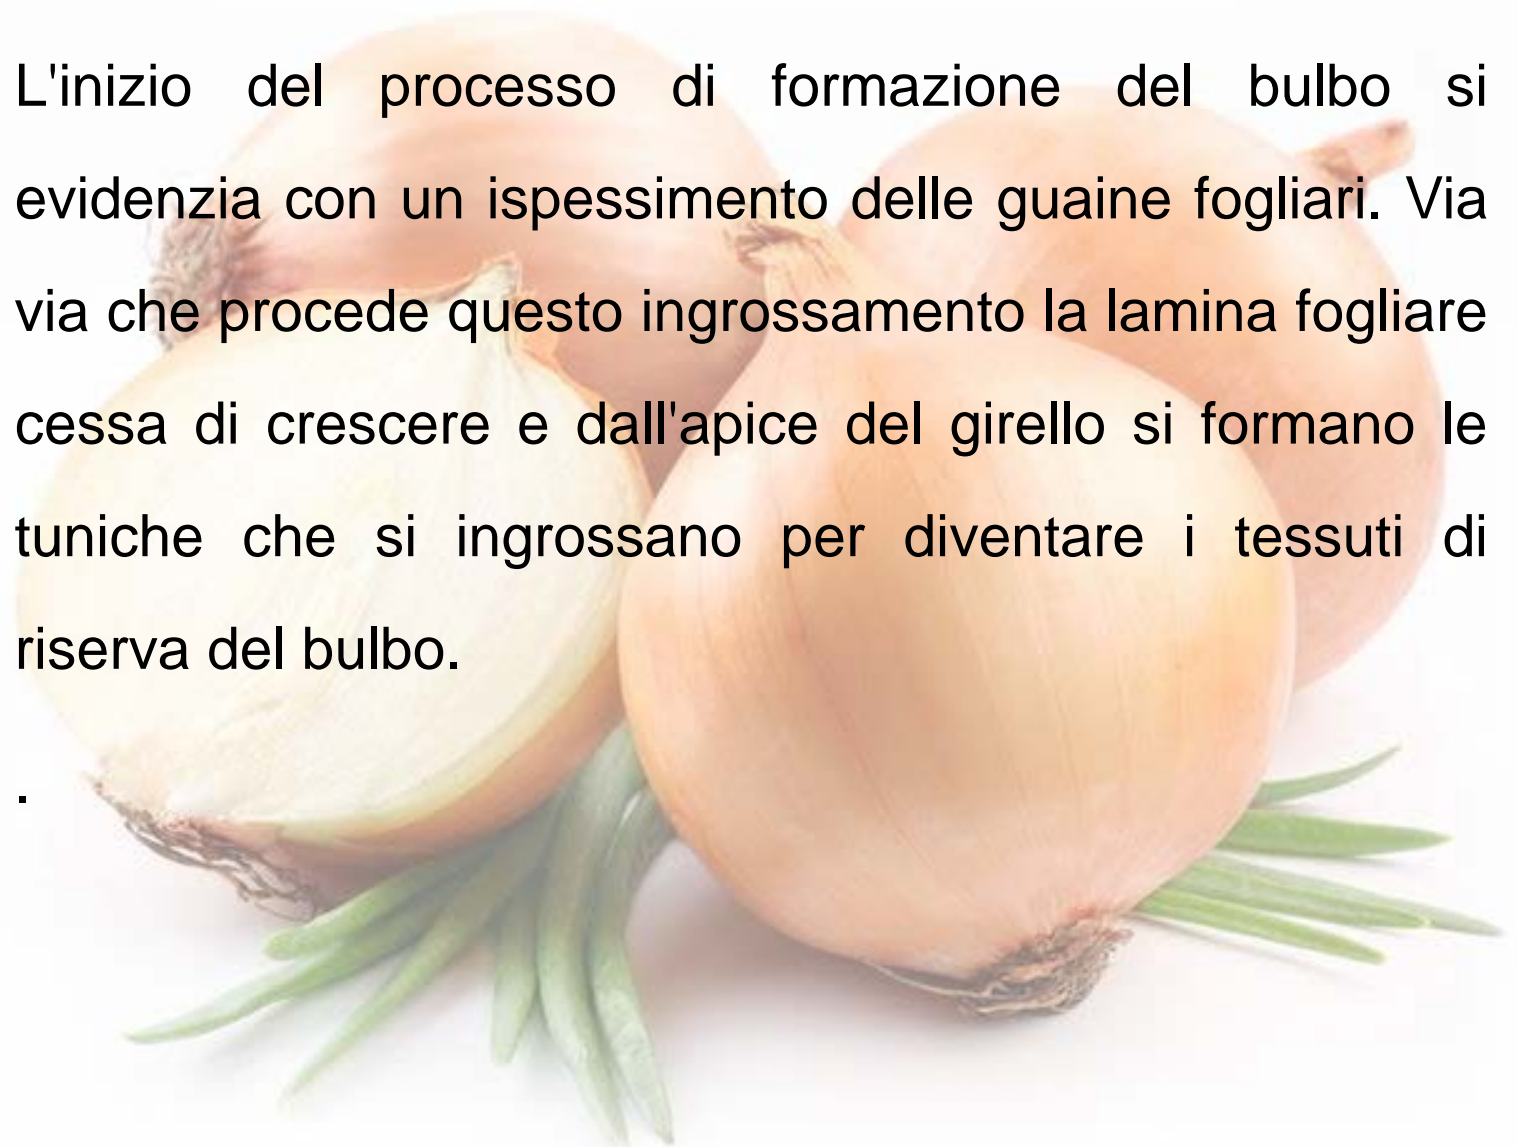 L'inizio del processo di formazione del bulbo si
evidenzia con un ispessimento delle guaine fogliari. Via
via che procede questo ingrossamento la lamina fogliare
cessa di crescere e dall'apice del girello si formano le
tuniche che si ingrossano per diventare i tessuti di
riserva del bulbo.
.